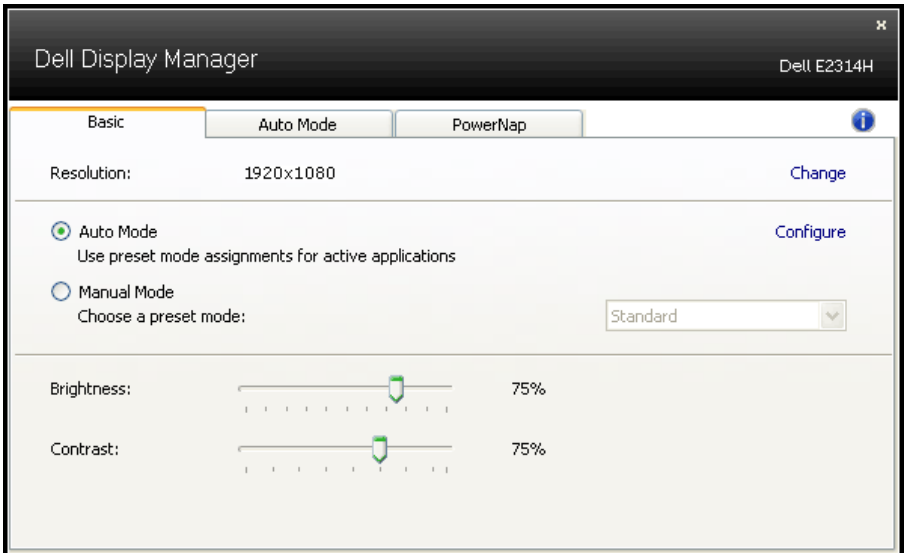 x
Dell Display Manager
Dell E2314H
Basic Auto Mode PowerNap i
Resolution: 1920x1080 Change
Auto Mode Configure
Use preset mode assignments for active applications
Manual Mode
Choose a preset mode: Standard
Brightness: 75%
Contrast: 75%